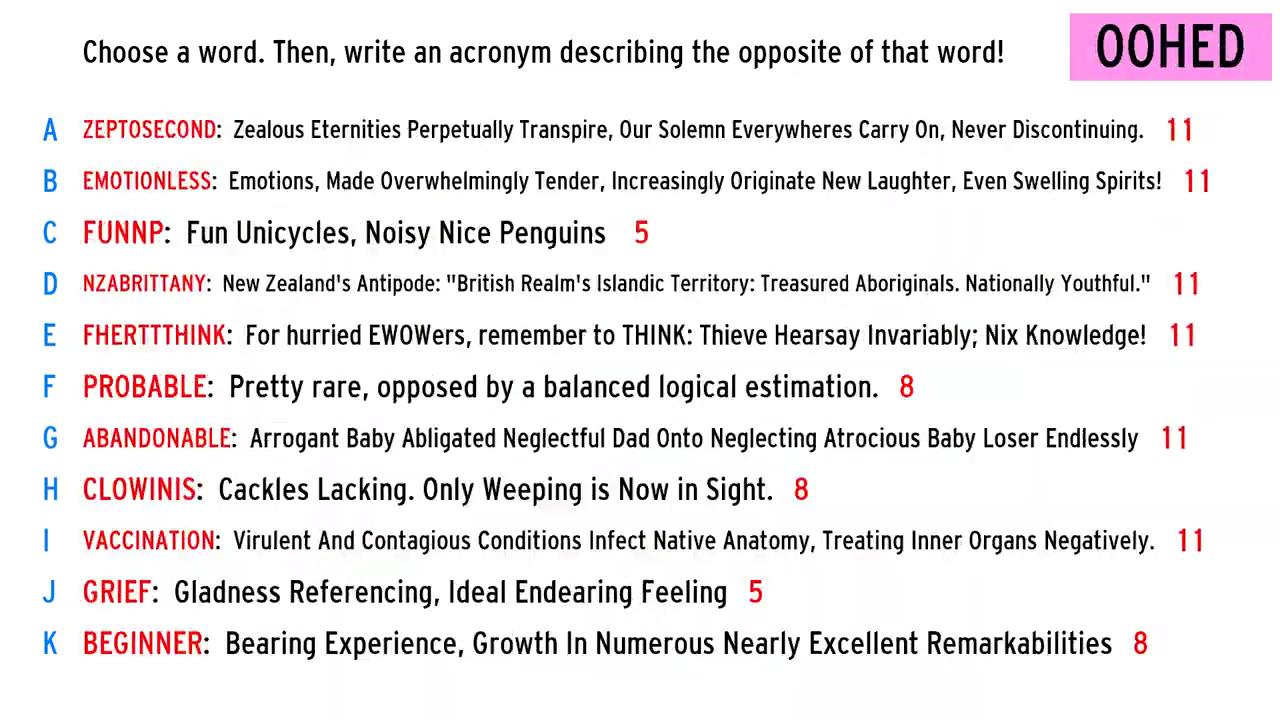 Choose a word. Then, write an acronym describing the opposite of that word!
OOHED
A ZEPTOSECOND: Zealous Eternities Perpetually Transpire, Our Solemn Everywheres Carry On, Never Discontinuing. 11
B EMOTIONLESS: Emotions, Made Overwhelmingly Tender, Increasingly Originate New Laughter, Even Swelling Spirits! 11
C FUNNP: Fun Unicycles, Noisy Nice Penguins 5
D NZABRITTANY: New Zealand's Antipode: "British Realm's Islandic Territory: Treasured Aboriginals. Nationally Youthful." 11
E FHERTTTHINK: For hurried EWOWers, remember to THINK: Thieve Hearsay Invariably; Nix Knowledge! 11
F PROBABLE: Pretty rare, opposed by a balanced logical estimation. 8
G ABANDONABLE: Arrogant Baby Abligated Neglectful Dad Onto Neglecting Atrocious Baby Loser Endlessly 11
H CLOWINIS: Cackles Lacking. Only Weeping is Now in Sight. 8
I VACCINATION: Virulent And Contagious Conditions Infect Native Anatomy, Treating Inner Organs Negatively. 11
J GRIEF: Gladness Referencing, Ideal Endearing Feeling 5
K BEGINNER: Bearing Experience, Growth In Numerous Nearly Excellent Remarkabilities 8